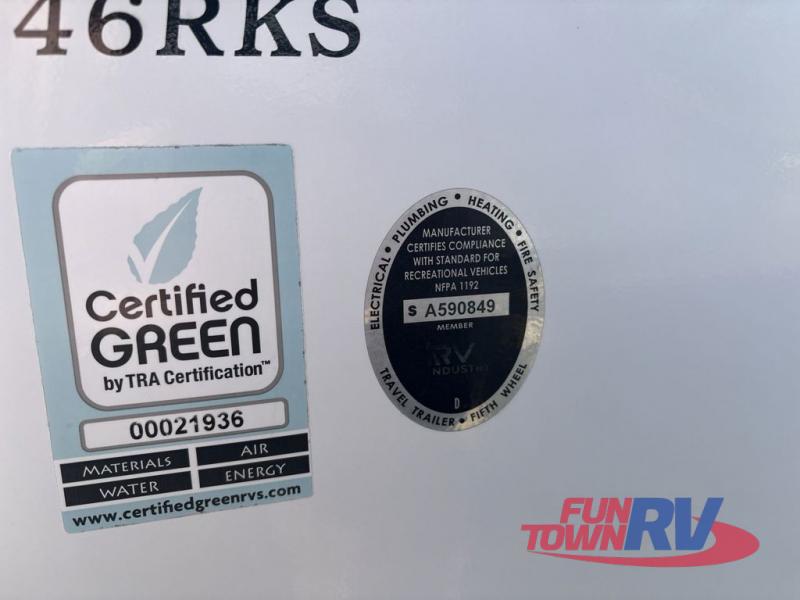 46RKS
Certified
GREEN
by TRA Certification™
00021936
MATERIALS
AIR
WATER
ENERGY
www.certifiedgreenrvs.com
ELECTRICAL • PLUMBING • HEATING • FIRE SAFETY
MANUFACTURER
CERTIFIES COMPLIANCE
WITH STANDARD FOR
RECREATIONAL VEHICLES
NFPA 1192
S A590849
MEMBER
RV
D
TRAVEL TRAILER • FIFTH WHEEL
FUN
TOWN RV